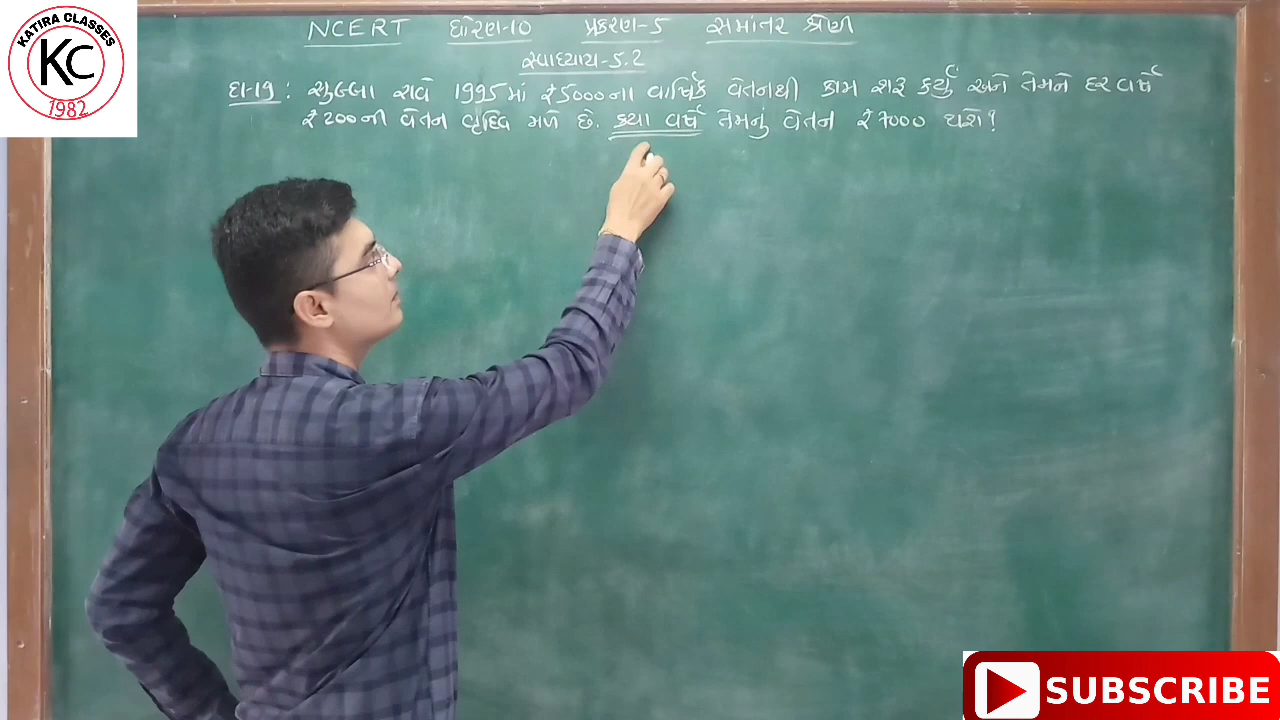 KATIRA CLASSES
KC
1982
NCERT ધોરણ-10 પ્રકરણ-5 સમાંતર શ્રેણી
સ્વાધ્યાય-5.2
દા-19 : સુબ્બા રાવે 1995માં ₹5000ના વાર્ષિક વેતનથી કામ શરૂ કર્યું અને તેમને દર વર્ષે
₹200ની વેતન વૃદ્ધિ મળે છે. કયા વર્ષે તેમનું વેતન ₹7000 થશે?
SUBSCRIBE